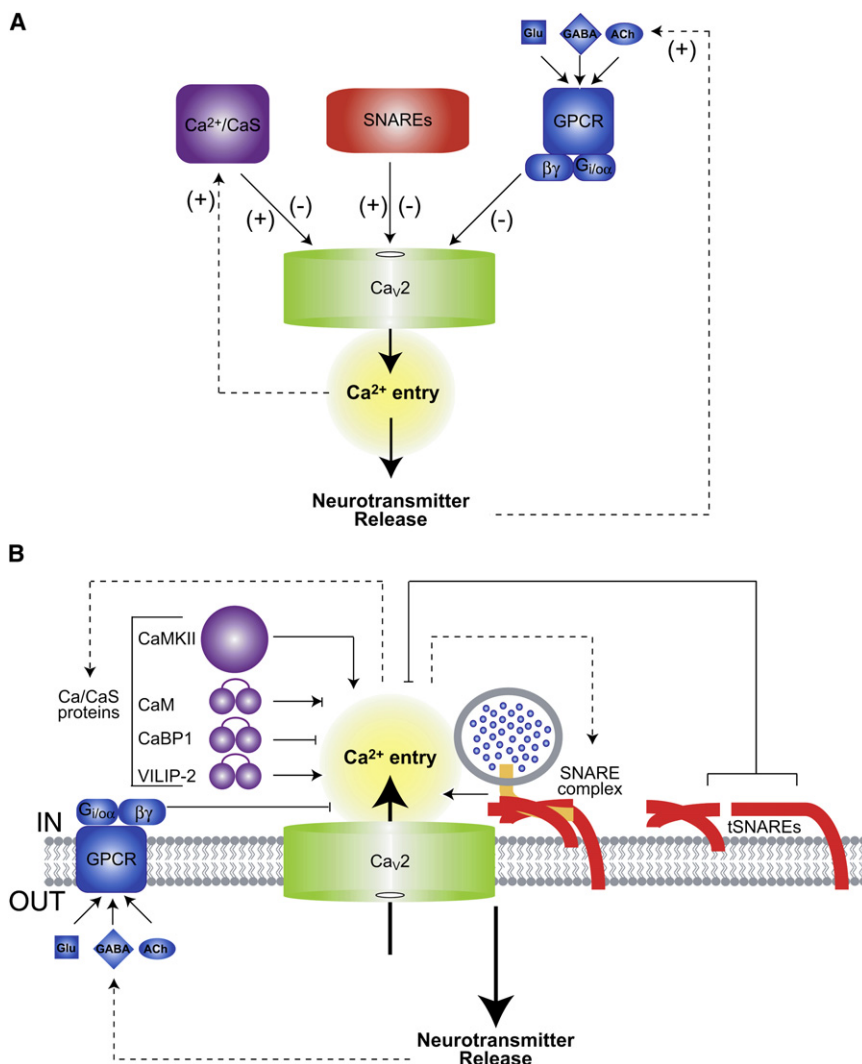 A
Glu
GABA
ACh
(+)
Ca²⁺/CaS
SNAREs
GPCR
βγ
Gi/oα
(+)
(+)
(-)
(+)
(-)
(-)
CaV2
Ca²⁺ entry
Neurotransmitter
Release
B
CaMKII
Ca/CaS
proteins
CaM
CaBP1
VILIP-2
Ca²⁺ entry
SNARE
complex
tSNAREs
Gi/oα
βγ
IN
GPCR
CaV2
OUT
Glu
GABA
ACh
Neurotransmitter
Release